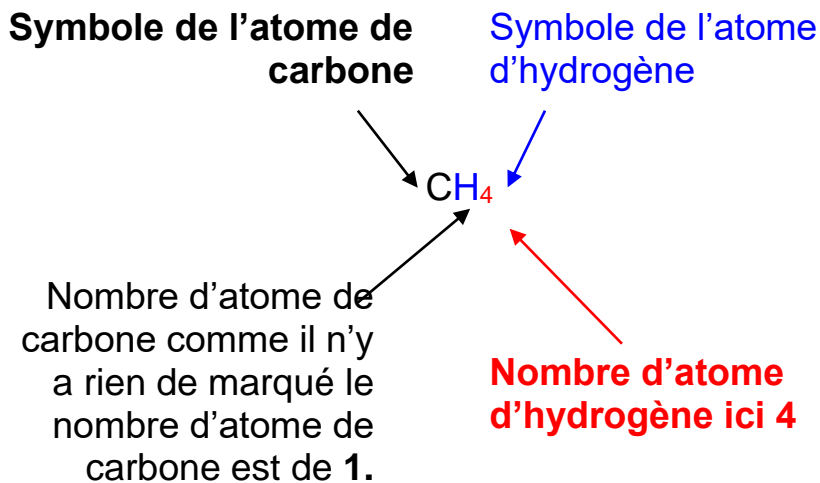 Symbole de l’atome de
carbone
Symbole de l’atome
d’hydrogène
CH₄
Nombre d’atome de
carbone comme il n’y
a rien de marqué le
nombre d’atome de
carbone est de 1.
Nombre d’atome
d’hydrogène ici 4